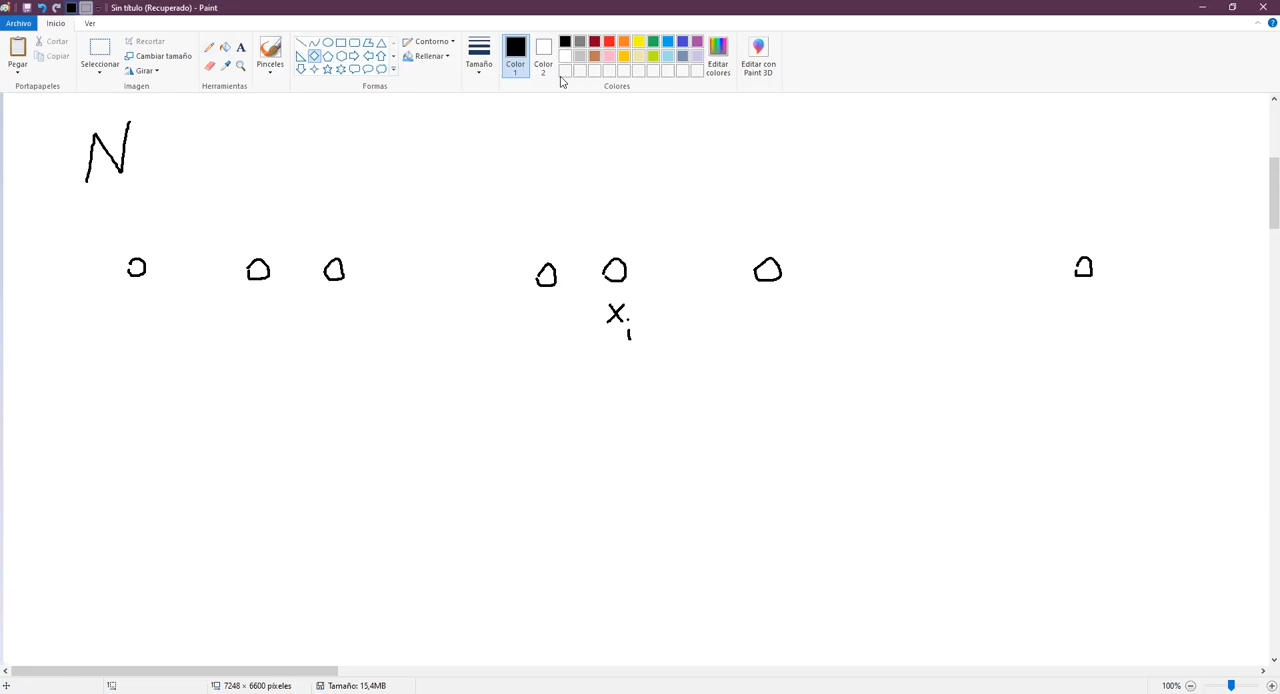 Sin título (Recuperado) - Paint
Archivo Inicio Ver
Pegar
Cortar
Copiar
Portapapeles
Seleccionar
Recortar
Cambiar tamaño
Girar
Imagen
Herramientas
Pinceles
Contorno
Rellenar
Formas
Tamaño
Color 1
Color 2
Editar colores
Editar con Paint 3D
Colores
N
x i
7248 × 6600 píxeles
Tamaño: 15,4MB
100%